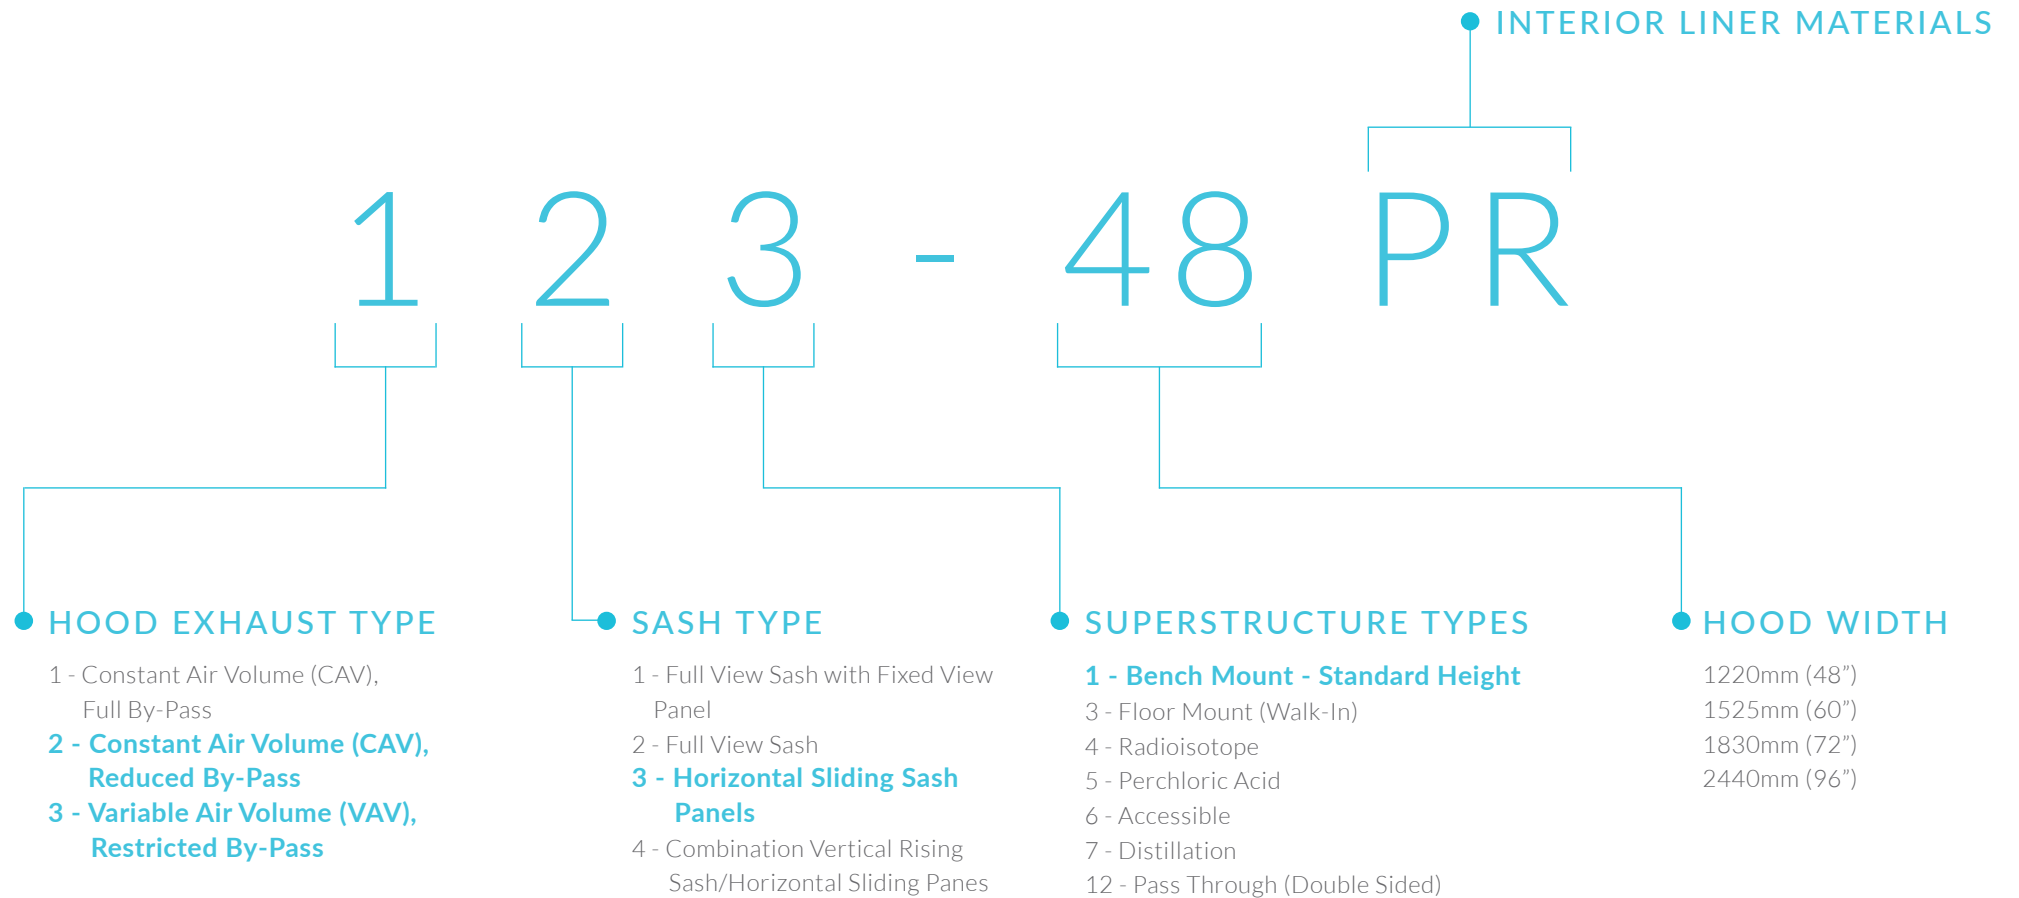 INTERIOR LINER MATERIALS
1 2 3 - 48 PR
HOOD EXHAUST TYPE
1 - Constant Air Volume (CAV),
Full By-Pass
2 - Constant Air Volume (CAV),
Reduced By-Pass
3 - Variable Air Volume (VAV),
Restricted By-Pass
SASH TYPE
1 - Full View Sash with Fixed View
Panel
2 - Full View Sash
3 - Horizontal Sliding Sash
Panels
4 - Combination Vertical Rising
Sash/Horizontal Sliding Panes
SUPERSTRUCTURE TYPES
1 - Bench Mount - Standard Height
3 - Floor Mount (Walk-In)
4 - Radioisotope
5 - Perchloric Acid
6 - Accessible
7 - Distillation
12 - Pass Through (Double Sided)
HOOD WIDTH
1220mm (48”)
1525mm (60”)
1830mm (72”)
2440mm (96”)